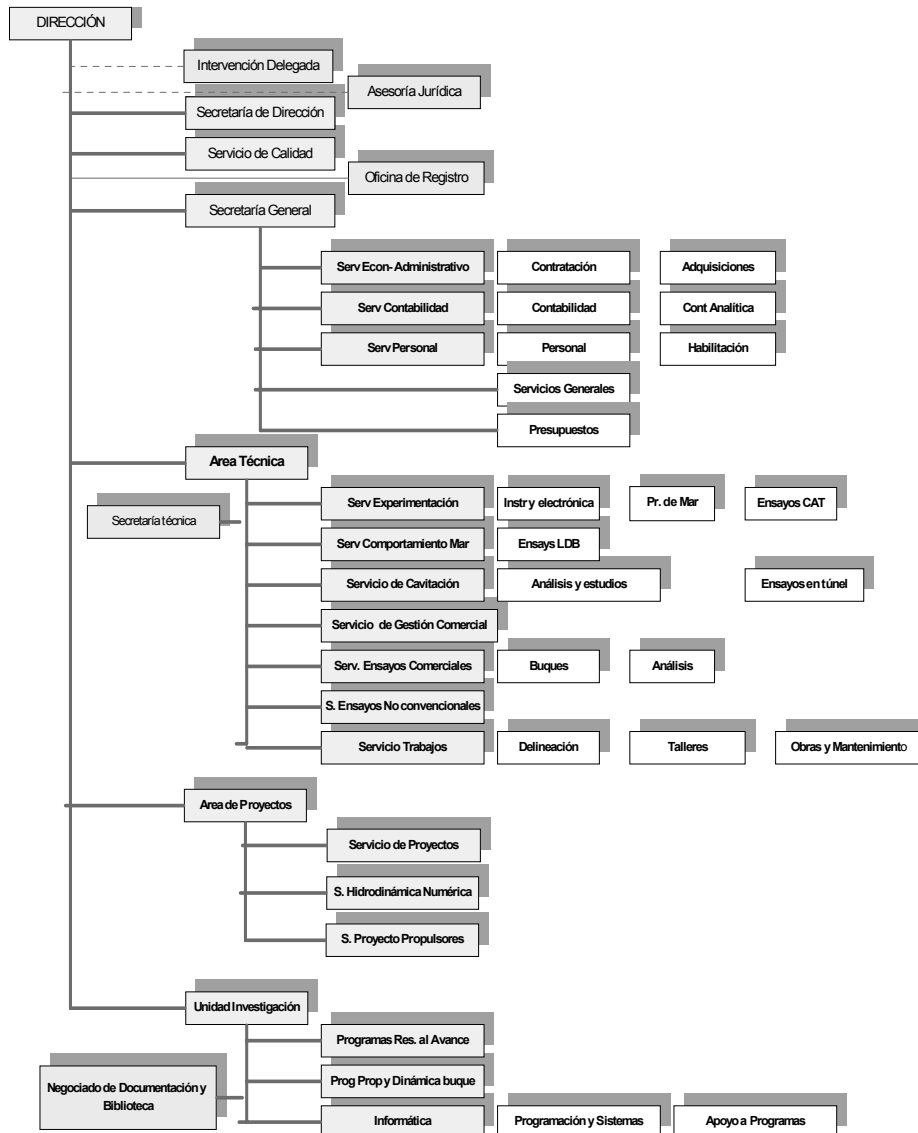 DIRECCIÓN
Intervención Delegada
Asesoría Jurídica
Secretaría de Dirección
Servicio de Calidad
Oficina de Registro
Secretaría General
Serv Econ- Administrativo
Contratación
Adquisiciones
Serv Contabilidad
Contabilidad
Cont Analítica
Serv Personal
Personal
Habilitación
Servicios Generales
Presupuestos
Area Técnica
Serv Experimentación
Instr y electrónica
Pr. de Mar
Ensayos CAT
Secretaría técnica
Serv Comportamiento Mar
Ensays LDB
Servicio de Cavitación
Análisis y estudios
Ensayos en túnel
Servicio de Gestión Comercial
Serv. Ensayos Comerciales
Buques
Análisis
S. Ensayos No convencionales
Servicio Trabajos
Delineación
Talleres
Obras y Mantenimiento
Area de Proyectos
Servicio de Proyectos
S. Hidrodinámica Numérica
S. Proyecto Propulsores
Unidad Investigación
Programas Res. al Avance
Prog Prop y Dinámica buque
Negociado de Documentación y
Biblioteca
Informática
Programación y Sistemas
Apoyo a Programas